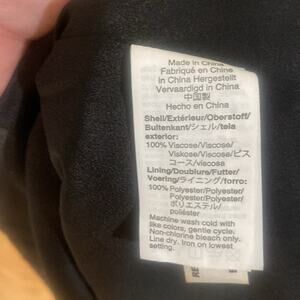 Made in China
Fabriqué en China
in China Hergestellt
Vervaardigd in China
中国製
Hecho en China
Shell/Extérieur/Oberstoff/
Buitenkant/シェル/tela
exterior:
100% Viscose/Viscose/
Viskose/Viscose/ビス
コース/viscosa
Lining/Doublure/Futter/
Voering/ライニング/forro:
100% Polyester/Polyester/
Polyester/Polyester/
ポリエステル/
poliéster
Machine wash cold with
like colors, gentle cycle.
Non-chlorine bleach only.
Line dry. Iron on lowest
setting.
RE